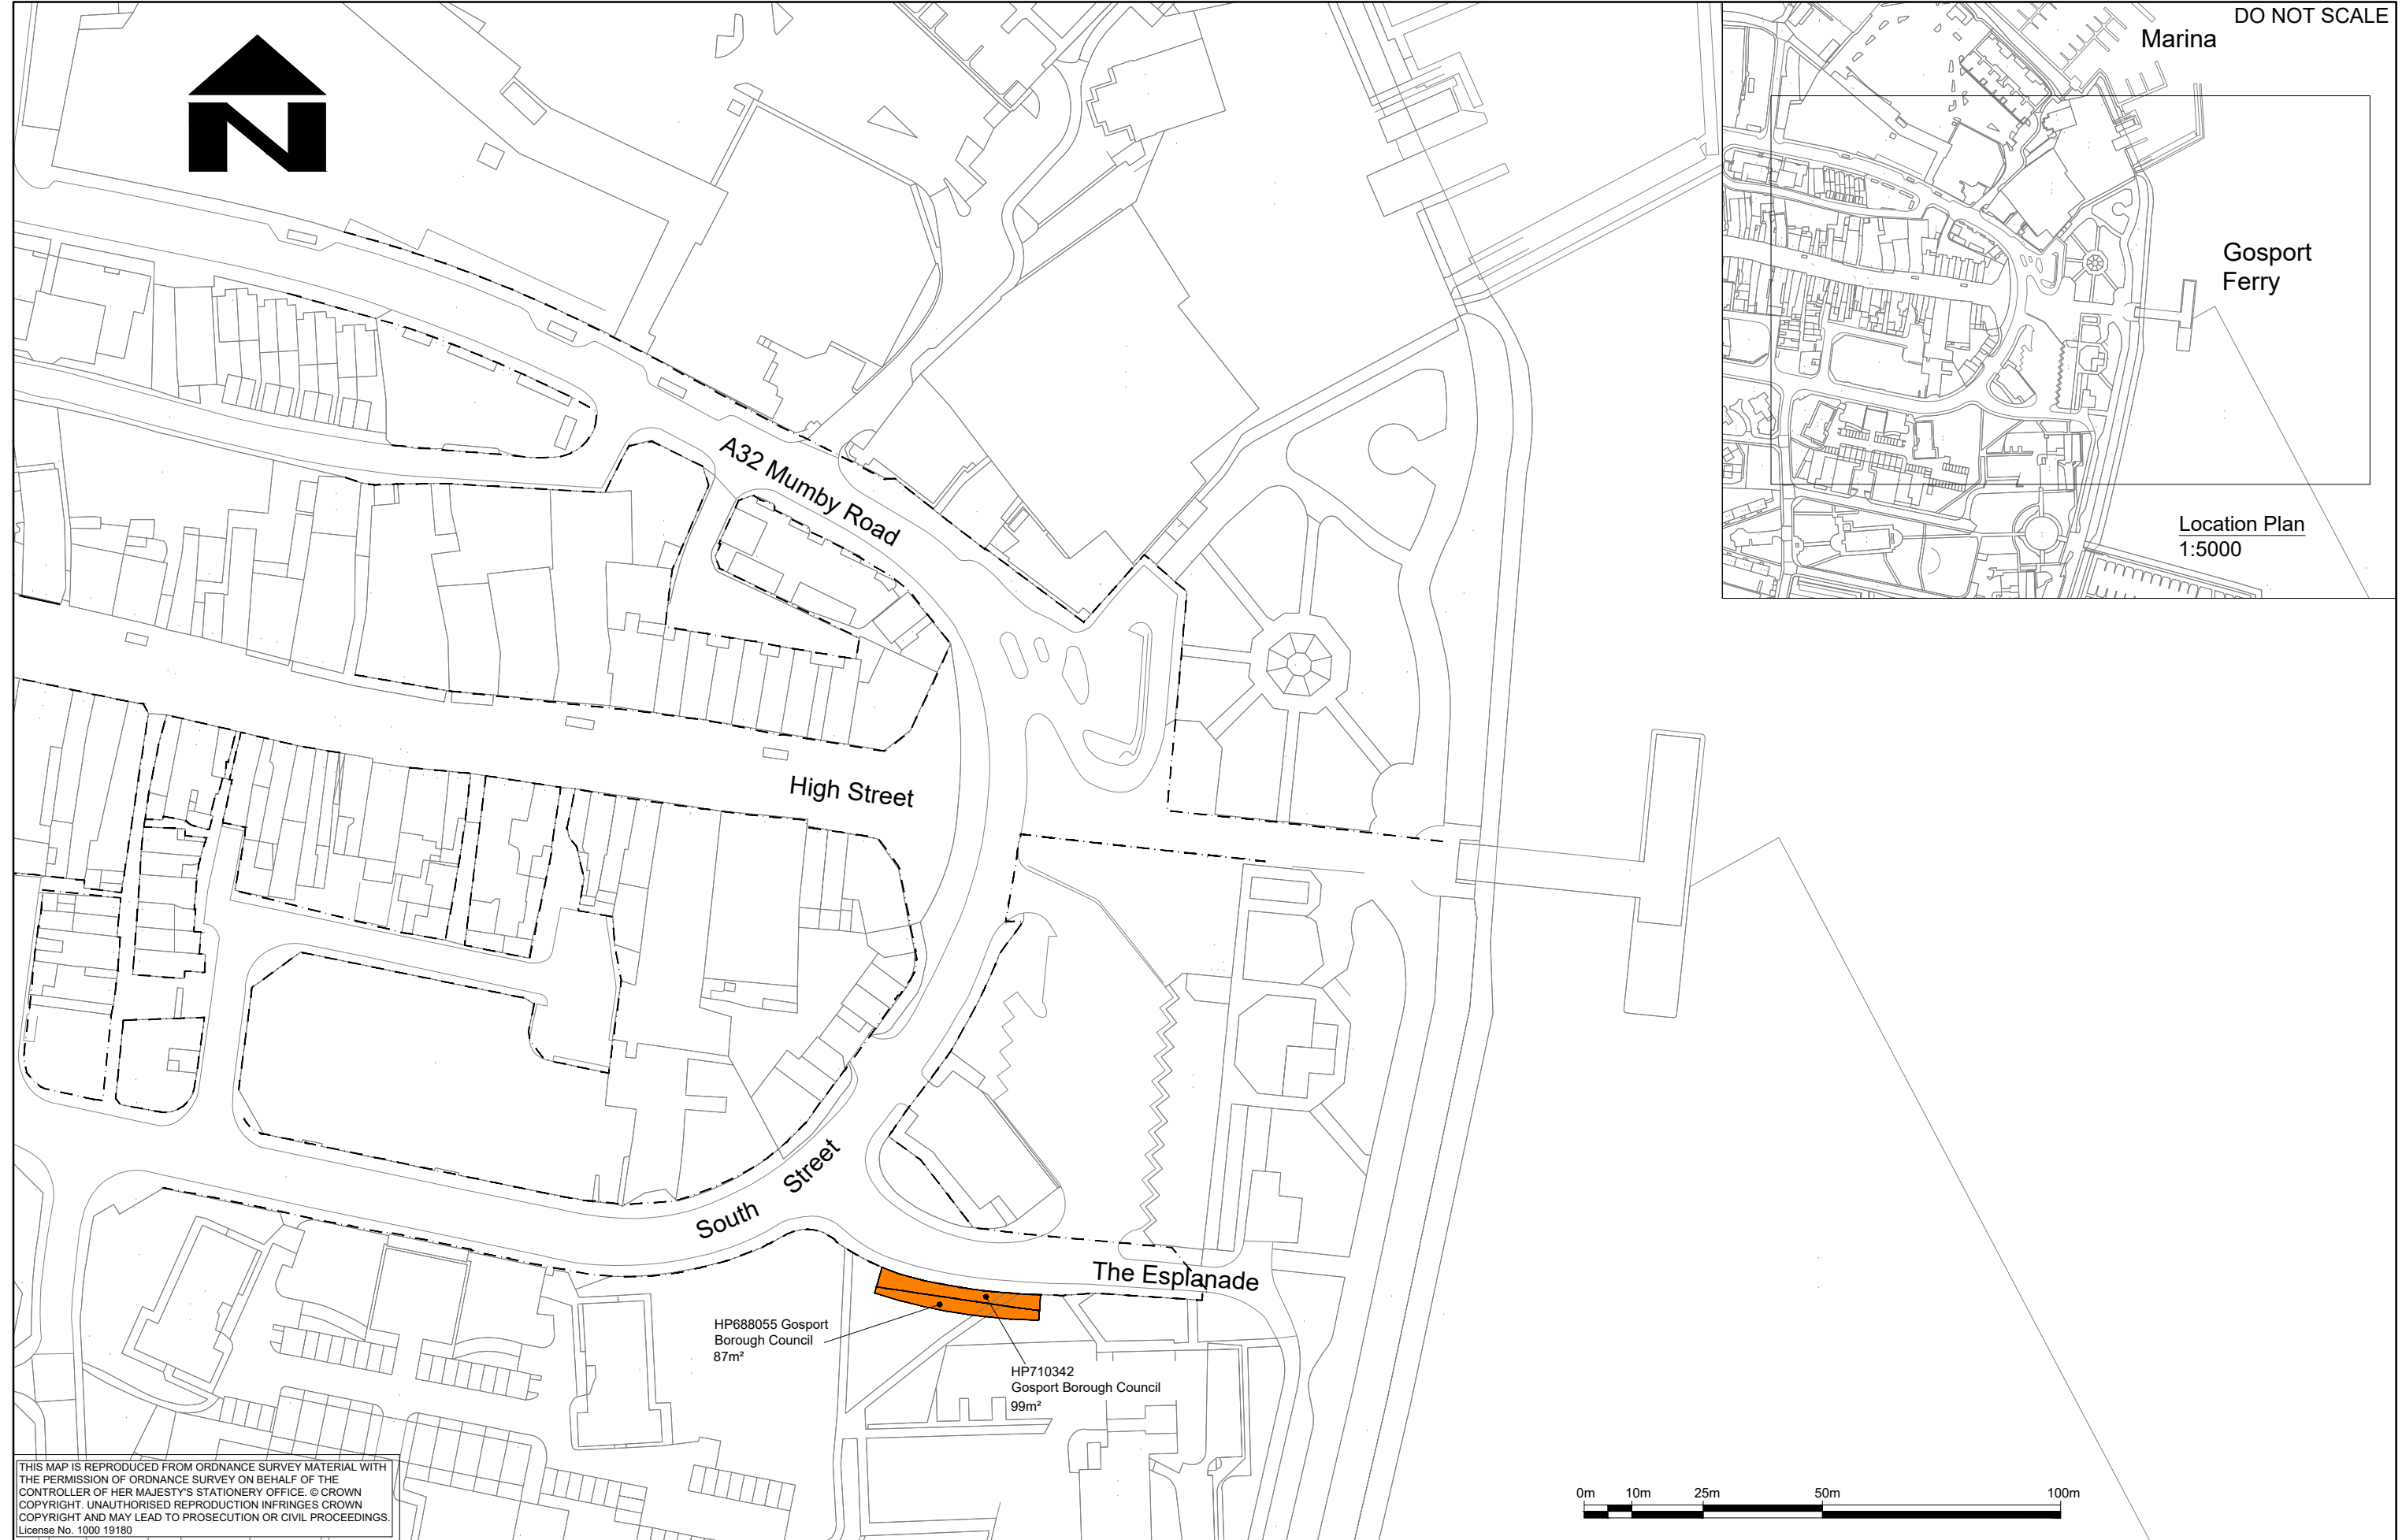 N
DO NOT SCALE
Marina
Gosport
Ferry
Location Plan
1:5000
A32 Mumby Road
High Street
South Street
The Esplanade
HP688055 Gosport
Borough Council
87m²
HP710342
Gosport Borough Council
99m²
0m 10m 25m 50m 100m
THIS MAP IS REPRODUCED FROM ORDNANCE SURVEY MATERIAL WITH
THE PERMISSION OF ORDNANCE SURVEY ON BEHALF OF THE
CONTROLLER OF HER MAJESTY'S STATIONERY OFFICE. © CROWN
COPYRIGHT. UNAUTHORISED REPRODUCTION INFRINGES CROWN
COPYRIGHT AND MAY LEAD TO PROSECUTION OR CIVIL PROCEEDINGS.
License No. 1000 19180